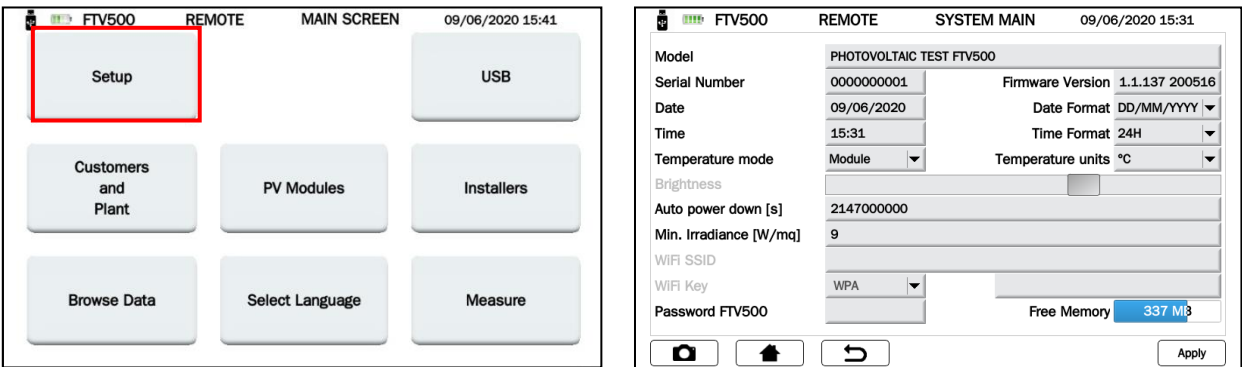 FTV500 REMOTE MAIN SCREEN 09/06/2020 15:41
Setup
USB
Customers
and
Plant
PV Modules
Installers
Browse Data
Select Language
Measure
FTV500 REMOTE SYSTEM MAIN 09/06/2020 15:31
Model PHOTOVOLTAIC TEST FTV500
Serial Number 0000000001 Firmware Version 1.1.137 200516
Date 09/06/2020 Date Format DD/MM/YYYY
Time 15:31 Time Format 24H
Temperature mode Module Temperature units °C
Brightness
Auto power down [s] 2147000000
Min. Irradiance [W/mq] 9
WiFi SSID
WiFi Key WPA
Password FTV500 Free Memory 337 MB
Apply